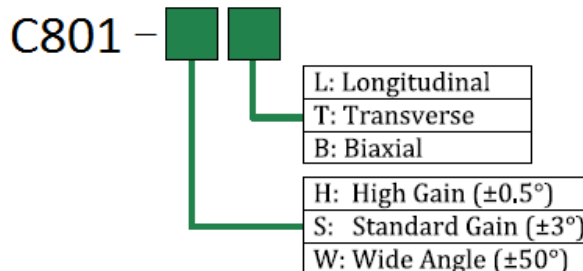 C801 –
L: Longitudinal
T: Transverse
B: Biaxial
H: High Gain (±0.5°)
S: Standard Gain (±3°)
W: Wide Angle (±50°)